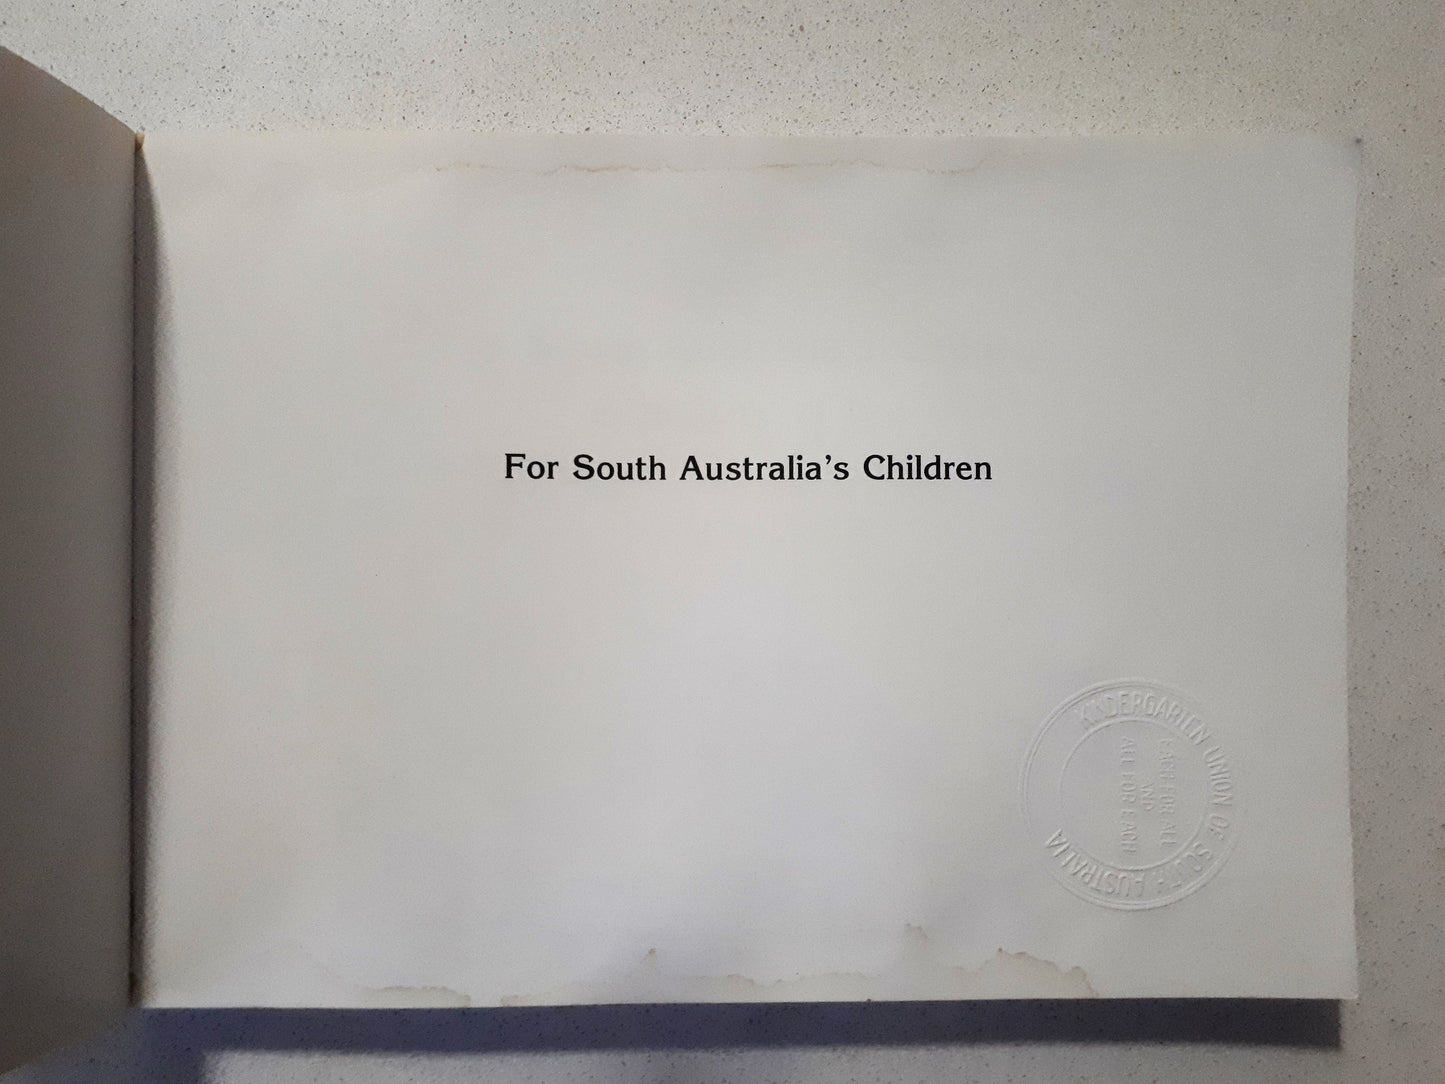 For South Australia's Children
KINDERGARTEN UNION OF SOUTH AUSTRALIA
EACH FOR ALL
AND
ALL FOR EACH